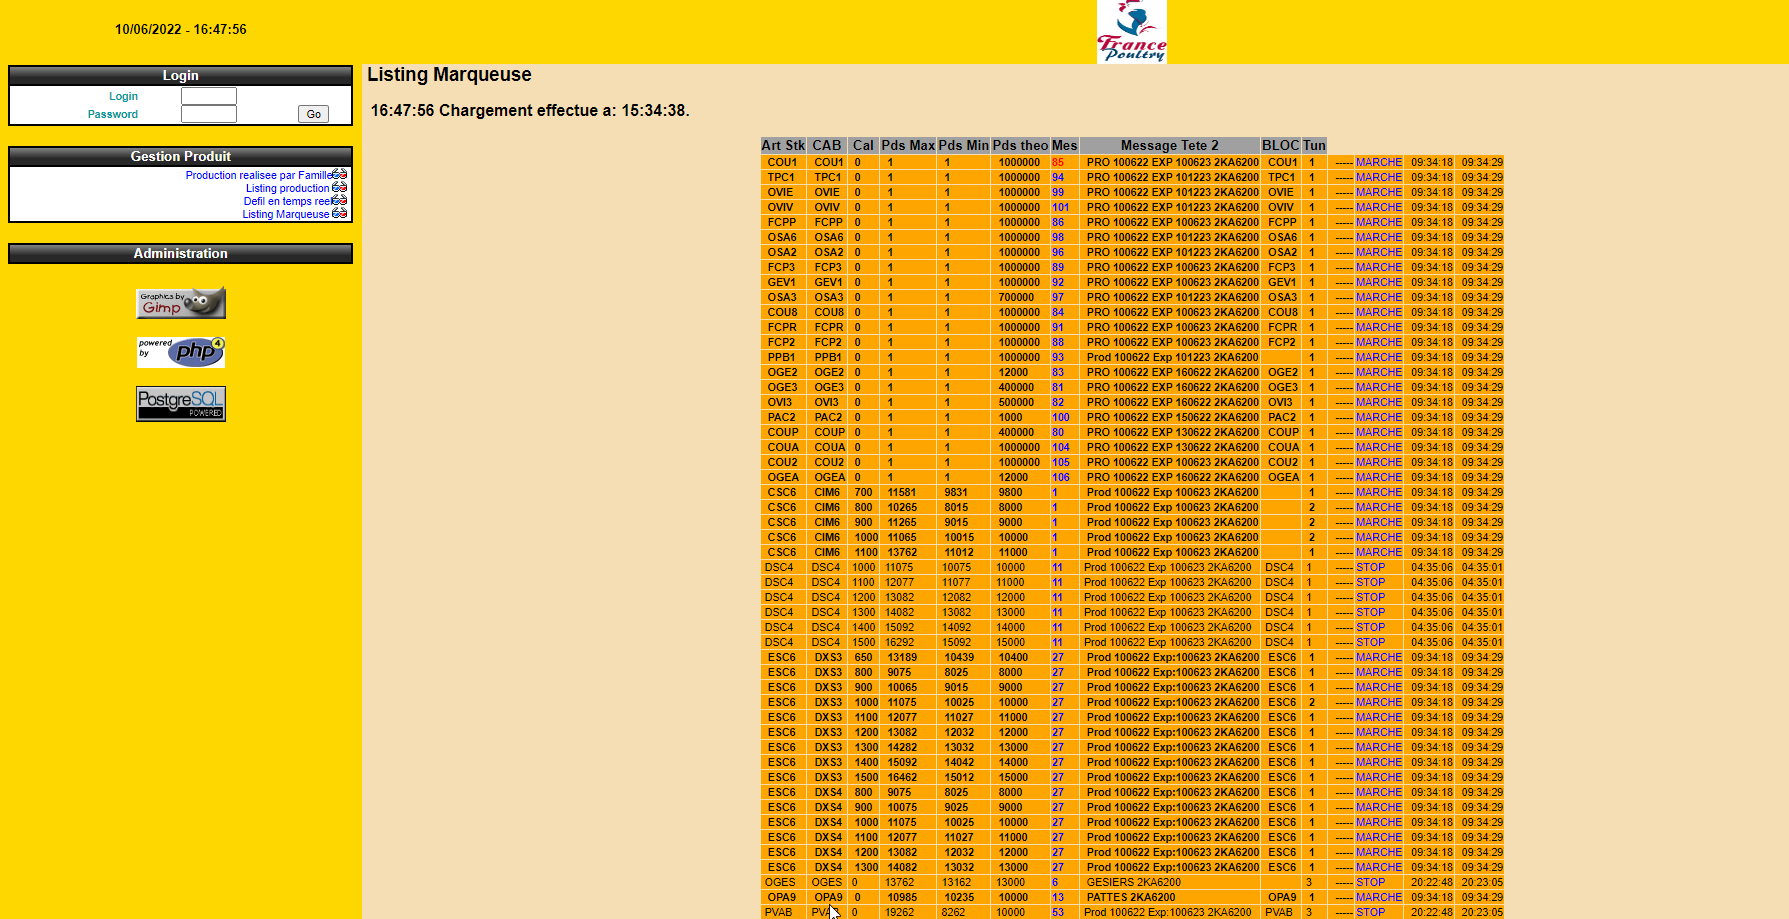 10/06/2022 - 16:47:56
France
Poultry
Login
Login
Password
Go
Gestion Produit
Production realisee par Famille
Listing production
Defil en temps reel
Listing Marqueuse
Administration
Graphics by
Gimp
powered
by
php 4
PostgreSQL
POWERED
Listing Marqueuse
16:47:56 Chargement effectue a: 15:34:38.
Art Stk CAB Cal Pds Max Pds Min Pds theo Mes Message Tete 2 BLOC Tun
COU1 COU1 0 1 1 1000000 85 PRO 100622 EXP 100623 2KA6200 COU1 1 ----- MARCHE 09:34:18 09:34:29
TPC1 TPC1 0 1 1 1000000 94 PRO 100622 EXP 101223 2KA6200 TPC1 1 ----- MARCHE 09:34:18 09:34:29
OVIE OVIE 0 1 1 1000000 99 PRO 100622 EXP 101223 2KA6200 OVIE 1 ----- MARCHE 09:34:18 09:34:29
OVIV OVIV 0 1 1 1000000 101 PRO 100622 EXP 101223 2KA6200 OVIV 1 ----- MARCHE 09:34:18 09:34:29
FCPP FCPP 0 1 1 1000000 86 PRO 100622 EXP 100623 2KA6200 FCPP 1 ----- MARCHE 09:34:18 09:34:29
OSA6 OSA6 0 1 1 1000000 98 PRO 100622 EXP 101223 2KA6200 OSA6 1 ----- MARCHE 09:34:18 09:34:29
OSA2 OSA2 0 1 1 1000000 96 PRO 100622 EXP 101223 2KA6200 OSA2 1 ----- MARCHE 09:34:18 09:34:29
FCP3 FCP3 0 1 1 1000000 89 PRO 100622 EXP 100623 2KA6200 FCP3 1 ----- MARCHE 09:34:18 09:34:29
GEV1 GEV1 0 1 1 1000000 92 PRO 100622 EXP 100623 2KA6200 GEV1 1 ----- MARCHE 09:34:18 09:34:29
OSA3 OSA3 0 1 1 700000 97 PRO 100622 EXP 101223 2KA6200 OSA3 1 ----- MARCHE 09:34:18 09:34:29
COU8 COU8 0 1 1 1000000 84 PRO 100622 EXP 100623 2KA6200 COU8 1 ----- MARCHE 09:34:18 09:34:29
FCPR FCPR 0 1 1 1000000 91 PRO 100622 EXP 100623 2KA6200 FCPR 1 ----- MARCHE 09:34:18 09:34:29
FCP2 FCP2 0 1 1 1000000 88 PRO 100622 EXP 100623 2KA6200 FCP2 1 ----- MARCHE 09:34:18 09:34:29
PPB1 PPB1 0 1 1 1000000 93 Prod 100622 Exp 101223 2KA6200 1 ----- MARCHE 09:34:18 09:34:29
OGE2 OGE2 0 1 1 12000 83 PRO 100622 EXP 160622 2KA6200 OGE2 1 ----- MARCHE 09:34:18 09:34:29
OGE3 OGE3 0 1 1 400000 81 PRO 100622 EXP 160622 2KA6200 OGE3 1 ----- MARCHE 09:34:18 09:34:29
OVI3 OVI3 0 1 1 500000 82 PRO 100622 EXP 160622 2KA6200 OVI3 1 ----- MARCHE 09:34:18 09:34:29
PAC2 PAC2 0 1 1 1000 100 PRO 100622 EXP 150622 2KA6200 PAC2 1 ----- MARCHE 09:34:18 09:34:29
COUP COUP 0 1 1 400000 80 PRO 100622 EXP 130622 2KA6200 COUP 1 ----- MARCHE 09:34:18 09:34:29
COUA COUA 0 1 1 1000000 104 PRO 100622 EXP 130622 2KA6200 COUA 1 ----- MARCHE 09:34:18 09:34:29
COU2 COU2 0 1 1 1000000 105 PRO 100622 EXP 100623 2KA6200 COU2 1 ----- MARCHE 09:34:18 09:34:29
OGEA OGEA 0 1 1 12000 106 PRO 100622 EXP 160622 2KA6200 OGEA 1 ----- MARCHE 09:34:18 09:34:29
CSC6 CIM6 700 11581 9831 9800 1 Prod 100622 Exp 100623 2KA6200 1 ----- MARCHE 09:34:18 09:34:29
CSC6 CIM6 800 10265 8015 8000 1 Prod 100622 Exp 100623 2KA6200 2 ----- MARCHE 09:34:18 09:34:29
CSC6 CIM6 900 11265 9015 9000 1 Prod 100622 Exp 100623 2KA6200 2 ----- MARCHE 09:34:18 09:34:29
CSC6 CIM6 1000 11065 10015 10000 1 Prod 100622 Exp 100623 2KA6200 2 ----- MARCHE 09:34:18 09:34:29
CSC6 CIM6 1100 13762 11012 11000 1 Prod 100622 Exp 100623 2KA6200 1 ----- MARCHE 09:34:18 09:34:29
DSC4 DSC4 1000 11075 10075 10000 11 Prod 100622 Exp 100623 2KA6200 DSC4 1 ----- STOP 04:35:06 04:35:01
DSC4 DSC4 1100 12077 11077 11000 11 Prod 100622 Exp 100623 2KA6200 DSC4 1 ----- STOP 04:35:06 04:35:01
DSC4 DSC4 1200 13082 12082 12000 11 Prod 100622 Exp 100623 2KA6200 DSC4 1 ----- STOP 04:35:06 04:35:01
DSC4 DSC4 1300 14082 13082 13000 11 Prod 100622 Exp 100623 2KA6200 DSC4 1 ----- STOP 04:35:06 04:35:01
DSC4 DSC4 1400 15092 14092 14000 11 Prod 100622 Exp 100623 2KA6200 DSC4 1 ----- STOP 04:35:06 04:35:01
DSC4 DSC4 1500 16292 15092 15000 11 Prod 100622 Exp 100623 2KA6200 DSC4 1 ----- STOP 04:35:06 04:35:01
ESC6 DXS3 650 13189 10439 10400 27 Prod 100622 Exp:100623 2KA6200 ESC6 1 ----- MARCHE 09:34:18 09:34:29
ESC6 DXS3 800 9075 8025 8000 27 Prod 100622 Exp:100623 2KA6200 ESC6 1 ----- MARCHE 09:34:18 09:34:29
ESC6 DXS3 900 10065 9015 9000 27 Prod 100622 Exp:100623 2KA6200 ESC6 1 ----- MARCHE 09:34:18 09:34:29
ESC6 DXS3 1000 11075 10025 10000 27 Prod 100622 Exp:100623 2KA6200 ESC6 2 ----- MARCHE 09:34:18 09:34:29
ESC6 DXS3 1100 12077 11027 11000 27 Prod 100622 Exp:100623 2KA6200 ESC6 1 ----- MARCHE 09:34:18 09:34:29
ESC6 DXS3 1200 13082 12032 12000 27 Prod 100622 Exp:100623 2KA6200 ESC6 1 ----- MARCHE 09:34:18 09:34:29
ESC6 DXS3 1300 14282 13032 13000 27 Prod 100622 Exp:100623 2KA6200 ESC6 1 ----- MARCHE 09:34:18 09:34:29
ESC6 DXS3 1400 15092 14042 14000 27 Prod 100622 Exp:100623 2KA6200 ESC6 1 ----- MARCHE 09:34:18 09:34:29
ESC6 DXS3 1500 16462 15012 15000 27 Prod 100622 Exp:100623 2KA6200 ESC6 1 ----- MARCHE 09:34:18 09:34:29
ESC6 DXS4 800 9075 8025 8000 27 Prod 100622 Exp:100623 2KA6200 ESC6 1 ----- MARCHE 09:34:18 09:34:29
ESC6 DXS4 900 10075 9025 9000 27 Prod 100622 Exp:100623 2KA6200 ESC6 1 ----- MARCHE 09:34:18 09:34:29
ESC6 DXS4 1000 11075 10025 10000 27 Prod 100622 Exp:100623 2KA6200 ESC6 1 ----- MARCHE 09:34:18 09:34:29
ESC6 DXS4 1100 12077 11027 11000 27 Prod 100622 Exp:100623 2KA6200 ESC6 1 ----- MARCHE 09:34:18 09:34:29
ESC6 DXS4 1200 13082 12032 12000 27 Prod 100622 Exp:100623 2KA6200 ESC6 1 ----- MARCHE 09:34:18 09:34:29
ESC6 DXS4 1300 14082 13032 13000 27 Prod 100622 Exp:100623 2KA6200 ESC6 1 ----- MARCHE 09:34:18 09:34:29
OGES OGES 0 13762 13162 13000 6 GESIERS 2KA6200 3 ----- STOP 20:22:48 20:23:05
OPA9 OPA9 0 10985 10235 10000 13 PATTES 2KA6200 OPA9 1 ----- MARCHE 09:34:18 09:34:29
PVAB 0 19262 8262 10000 53 Prod 100622 Exp:100623 2KA6200 PVAB 3 ----- STOP 20:22:48 20:23:05